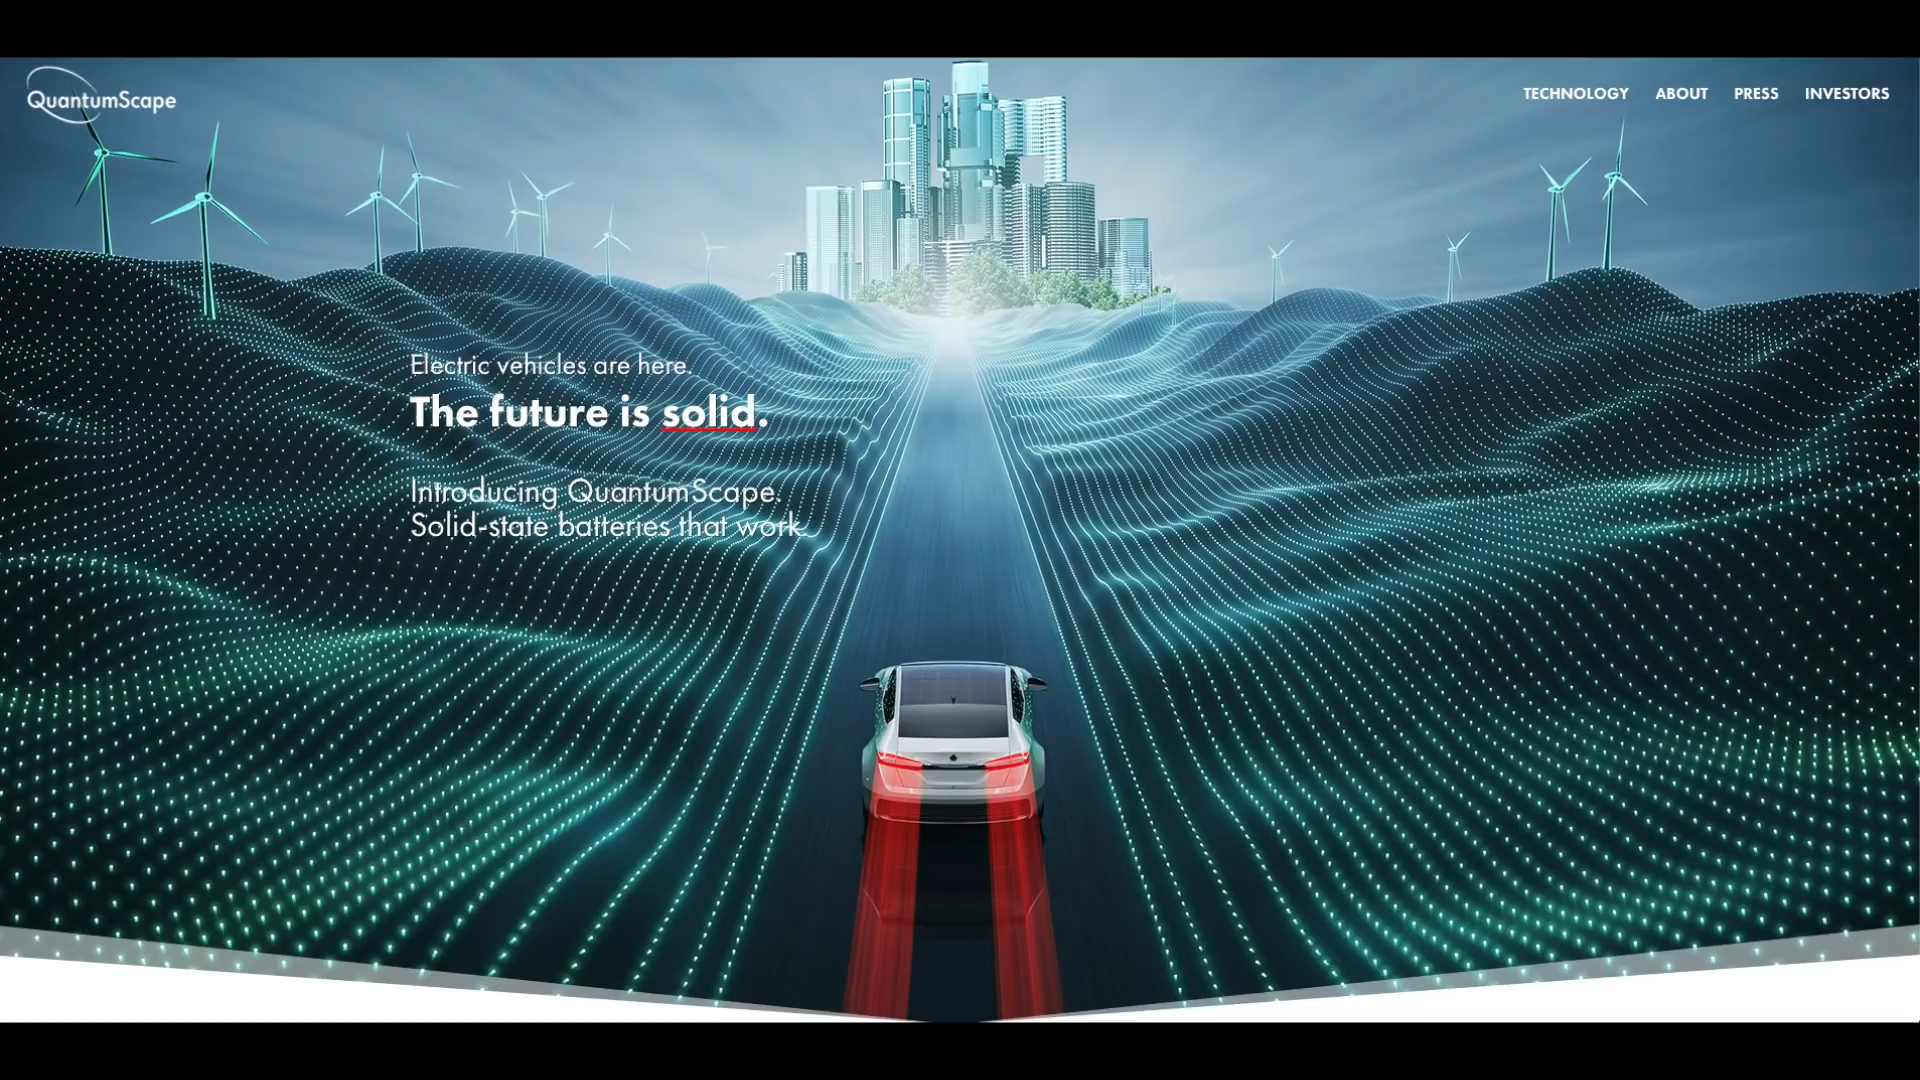 QuantumScape
TECHNOLOGY ABOUT PRESS INVESTORS
Electric vehicles are here.
The future is solid.
Introducing QuantumScape.
Solid-state batteries that work.